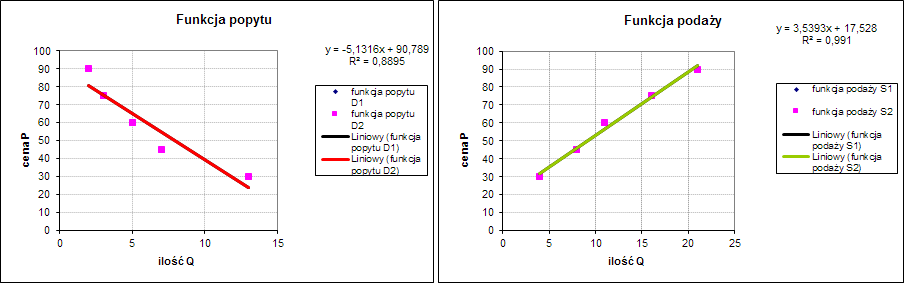 Funkcja popytu
y = -5,1316x + 90,789
R² = 0,8895
100
90
80
70
60
50
40
30
20
10
0
0 5 10 15
cena P
ilość Q
funkcja popytu
D1
funkcja popytu
D2
Liniowy (funkcja
popytu D1)
Liniowy (funkcja
popytu D2)
Funkcja podaży
y = 3,5393x + 17,528
R² = 0,991
100
90
80
70
60
50
40
30
20
10
0
0 5 10 15 20 25
cena P
ilość Q
funkcja podaży S1
funkcja podaży S2
Liniowy (funkcja
podaży S1)
Liniowy (funkcja
podaży S2)